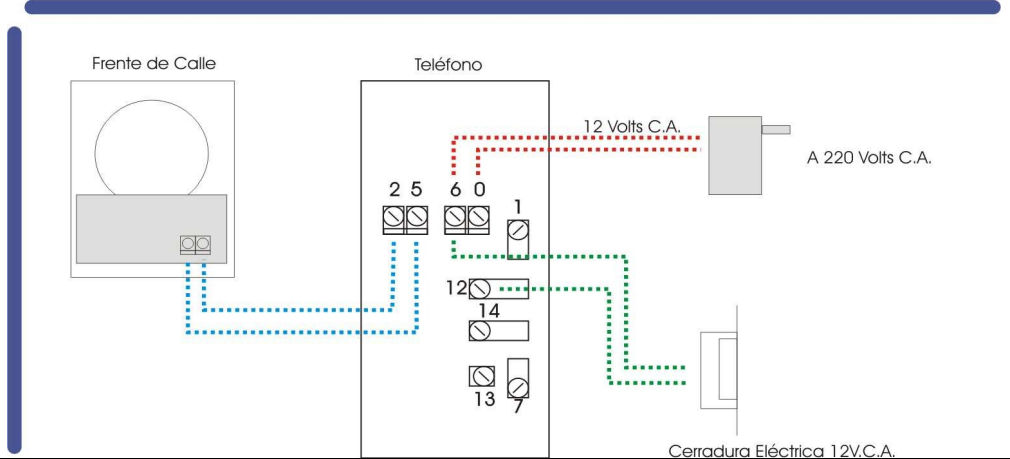 Frente de Calle
Teléfono
12 Volts C.A.
A 220 Volts C.A.
2 5 6 0
1
12
14
13
7
Cerradura Eléctrica 12V.C.A.